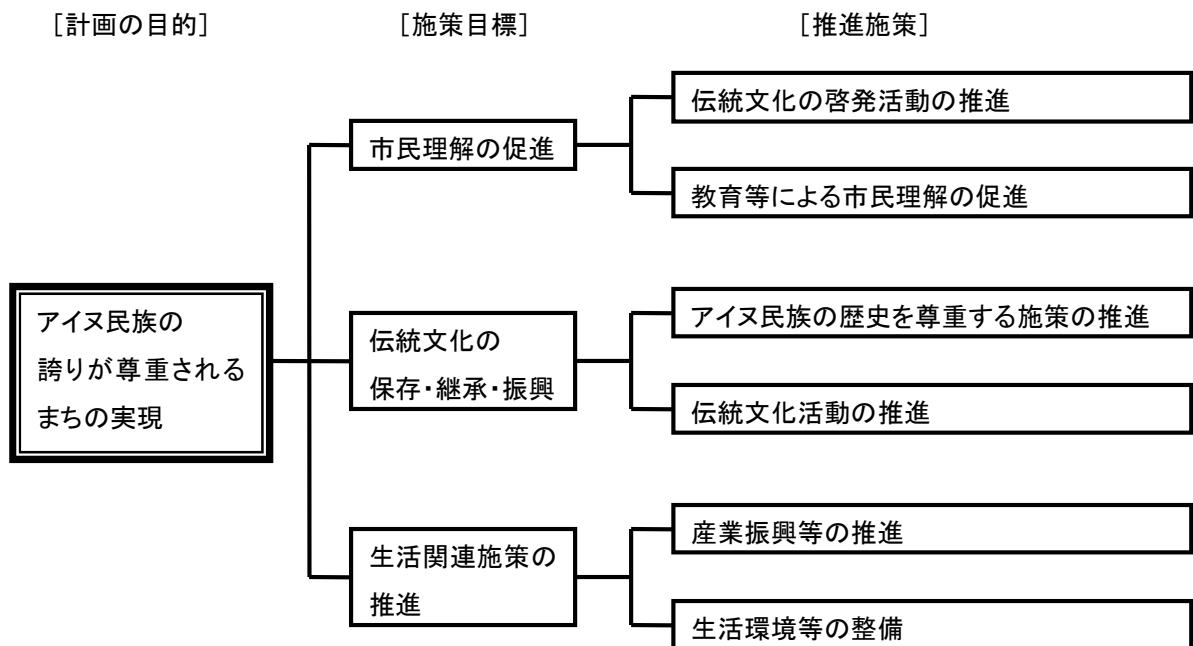 ［計画の目的］
［施策目標］
［推進施策］
アイヌ民族の
誇りが尊重される
まちの実現
市民理解の促進
伝統文化の啓発活動の推進
教育等による市民理解の促進
伝統文化の
保存・継承・振興
アイヌ民族の歴史を尊重する施策の推進
伝統文化活動の推進
生活関連施策の
推進
産業振興等の推進
生活環境等の整備